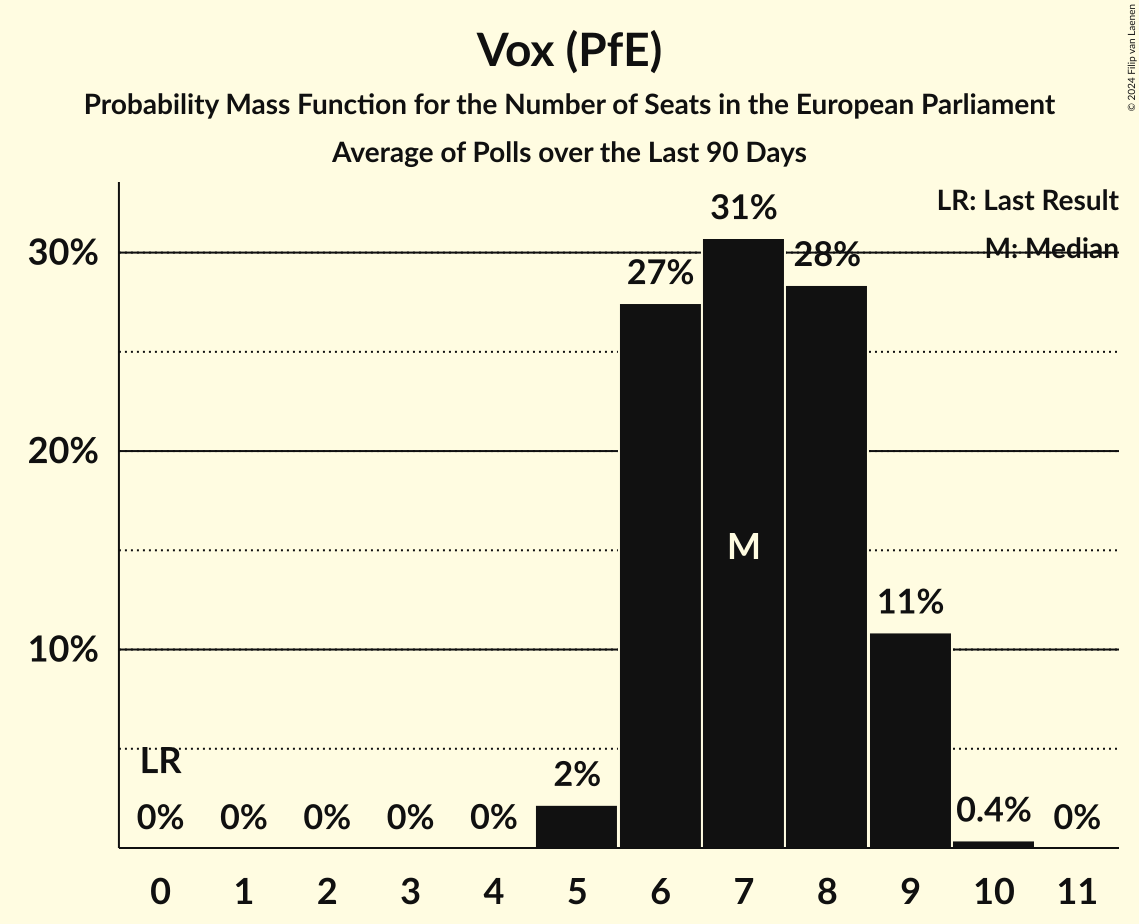 Vox (PfE)
Probability Mass Function for the Number of Seats in the European Parliament
Average of Polls over the Last 90 Days
© 2024 Filip van Laenen
LR: Last Result
M: Median
30%
20%
10%
LR
0%
0%
0%
0%
0%
2%
27%
31%
28%
11%
0.4%
0%
M
0 1 2 3 4 5 6 7 8 9 10 11